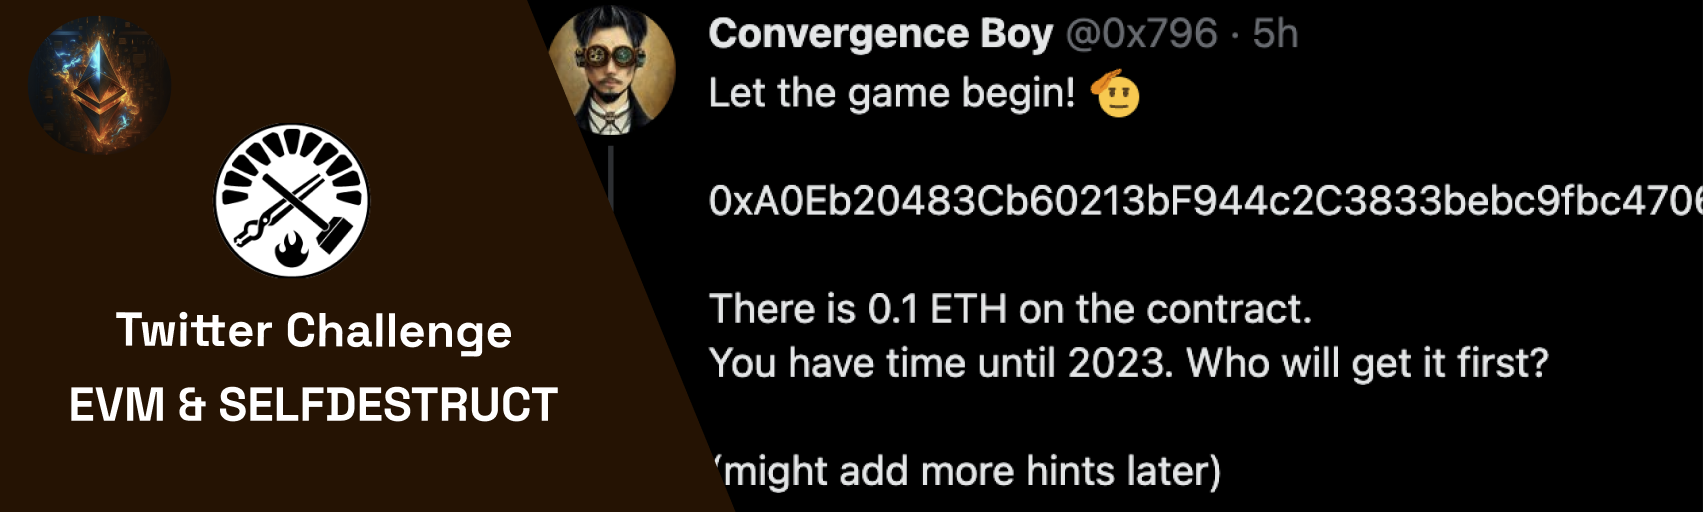 Twitter Challenge
EVM & SELFDESTRUCT
Convergence Boy @0x796 · 5h
Let the game begin! 🫡
0xA0Eb20483Cb60213bF944c2C3833bebc9fbc4706
There is 0.1 ETH on the contract.
You have time until 2023. Who will get it first?
(might add more hints later)